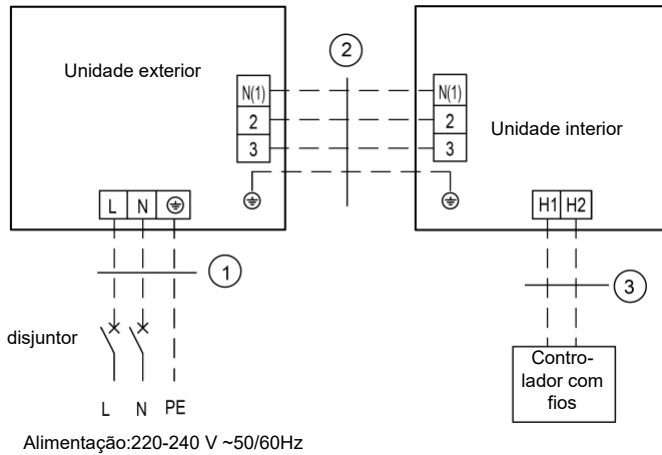 Unidade exterior
N(1)
2
3
L N
1
disjuntor
L N PE
Alimentação:220-240 V ~50/60Hz
2
N(1)
2
3
Unidade interior
H1 H2
3
Contro-
lador com
fios